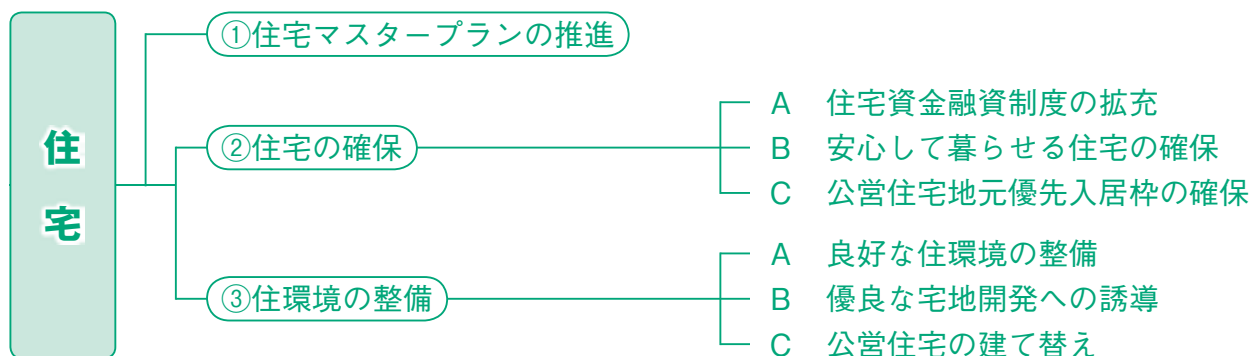 住宅
①住宅マスタープランの推進
②住宅の確保
A 住宅資金融資制度の拡充
B 安心して暮らせる住宅の確保
C 公営住宅地元優先入居枠の確保
③住環境の整備
A 良好な住環境の整備
B 優良な宅地開発への誘導
C 公営住宅の建て替え